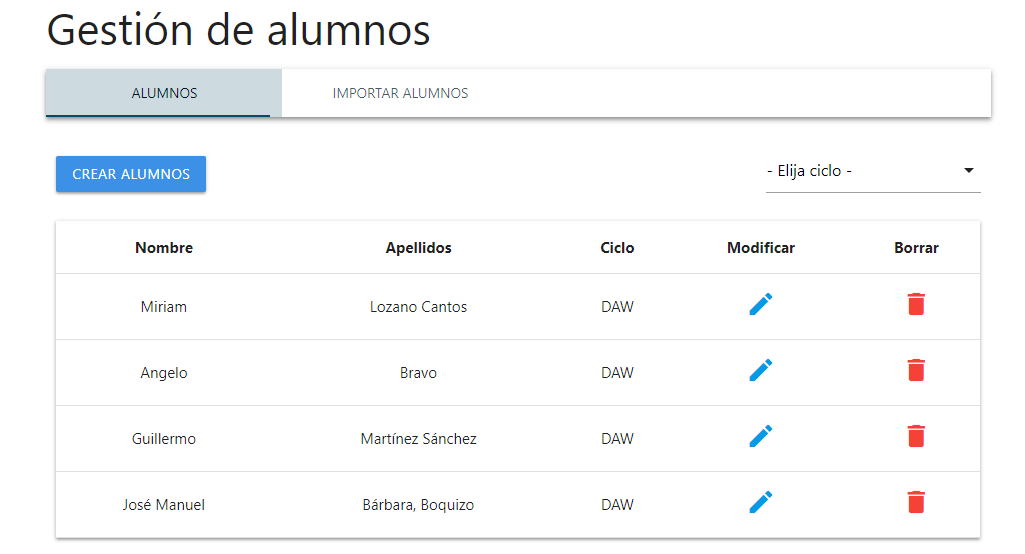 Gestión de alumnos
ALUMNOS IMPORTAR ALUMNOS
CREAR ALUMNOS - Elija ciclo -
Nombre Apellidos Ciclo Modificar Borrar
Miriam Lozano Cantos DAW
Angelo Bravo DAW
Guillermo Martínez Sánchez DAW
José Manuel Bárbara, Boquizo DAW